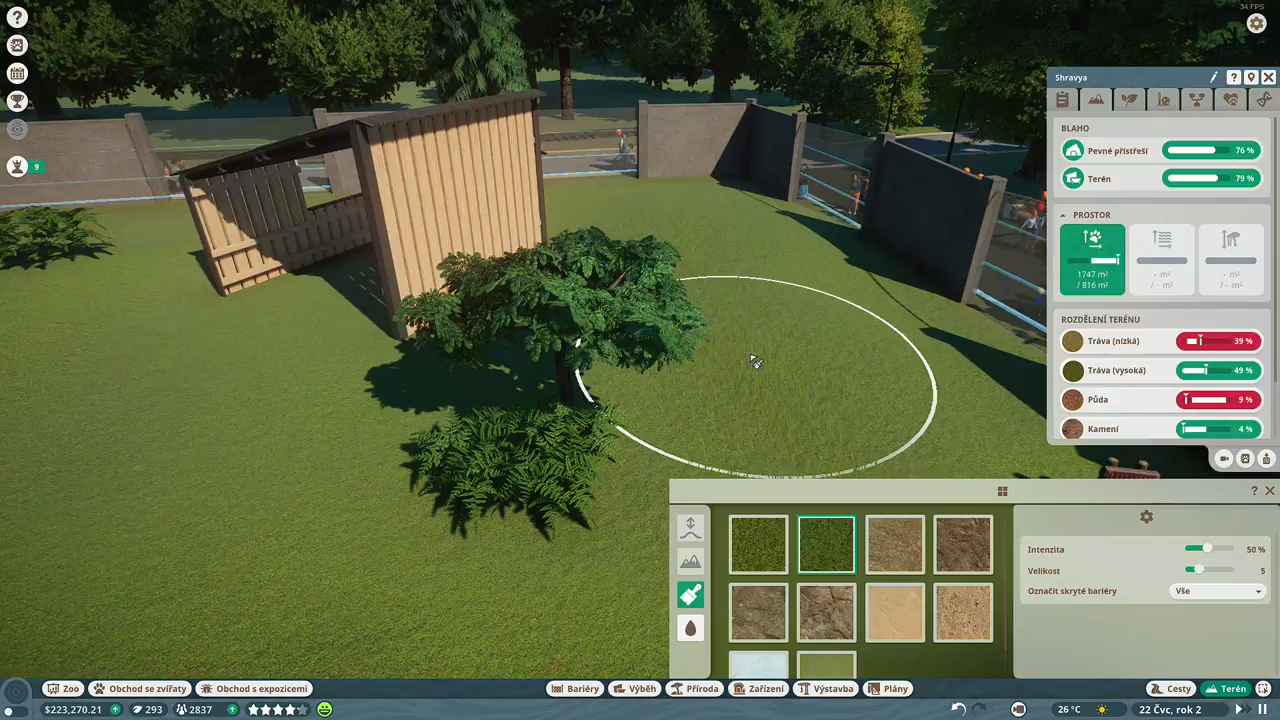 34 FPS
9
Shravya
BLAHO
Pevné přístřeší 76 %
Terén 79 %
PROSTOR
1747 m²
/ 816 m²
- m²
/ - m²
- m²
/ - m²
ROZDĚLENÍ TERÉNU
Tráva (nízká) 39 %
Tráva (vysoká) 49 %
Půda 9 %
Kamení 4 %
Intenzita 50 %
Velikost 5
Označit skryté bariéry Vše
Zoo Obchod se zvířaty Obchod s expozicemi Bariéry Výběh Příroda Zařízení Výstavba Plány Cesty Terén
$223,270.21 293 2837 26 °C 22 Čvc, rok 2